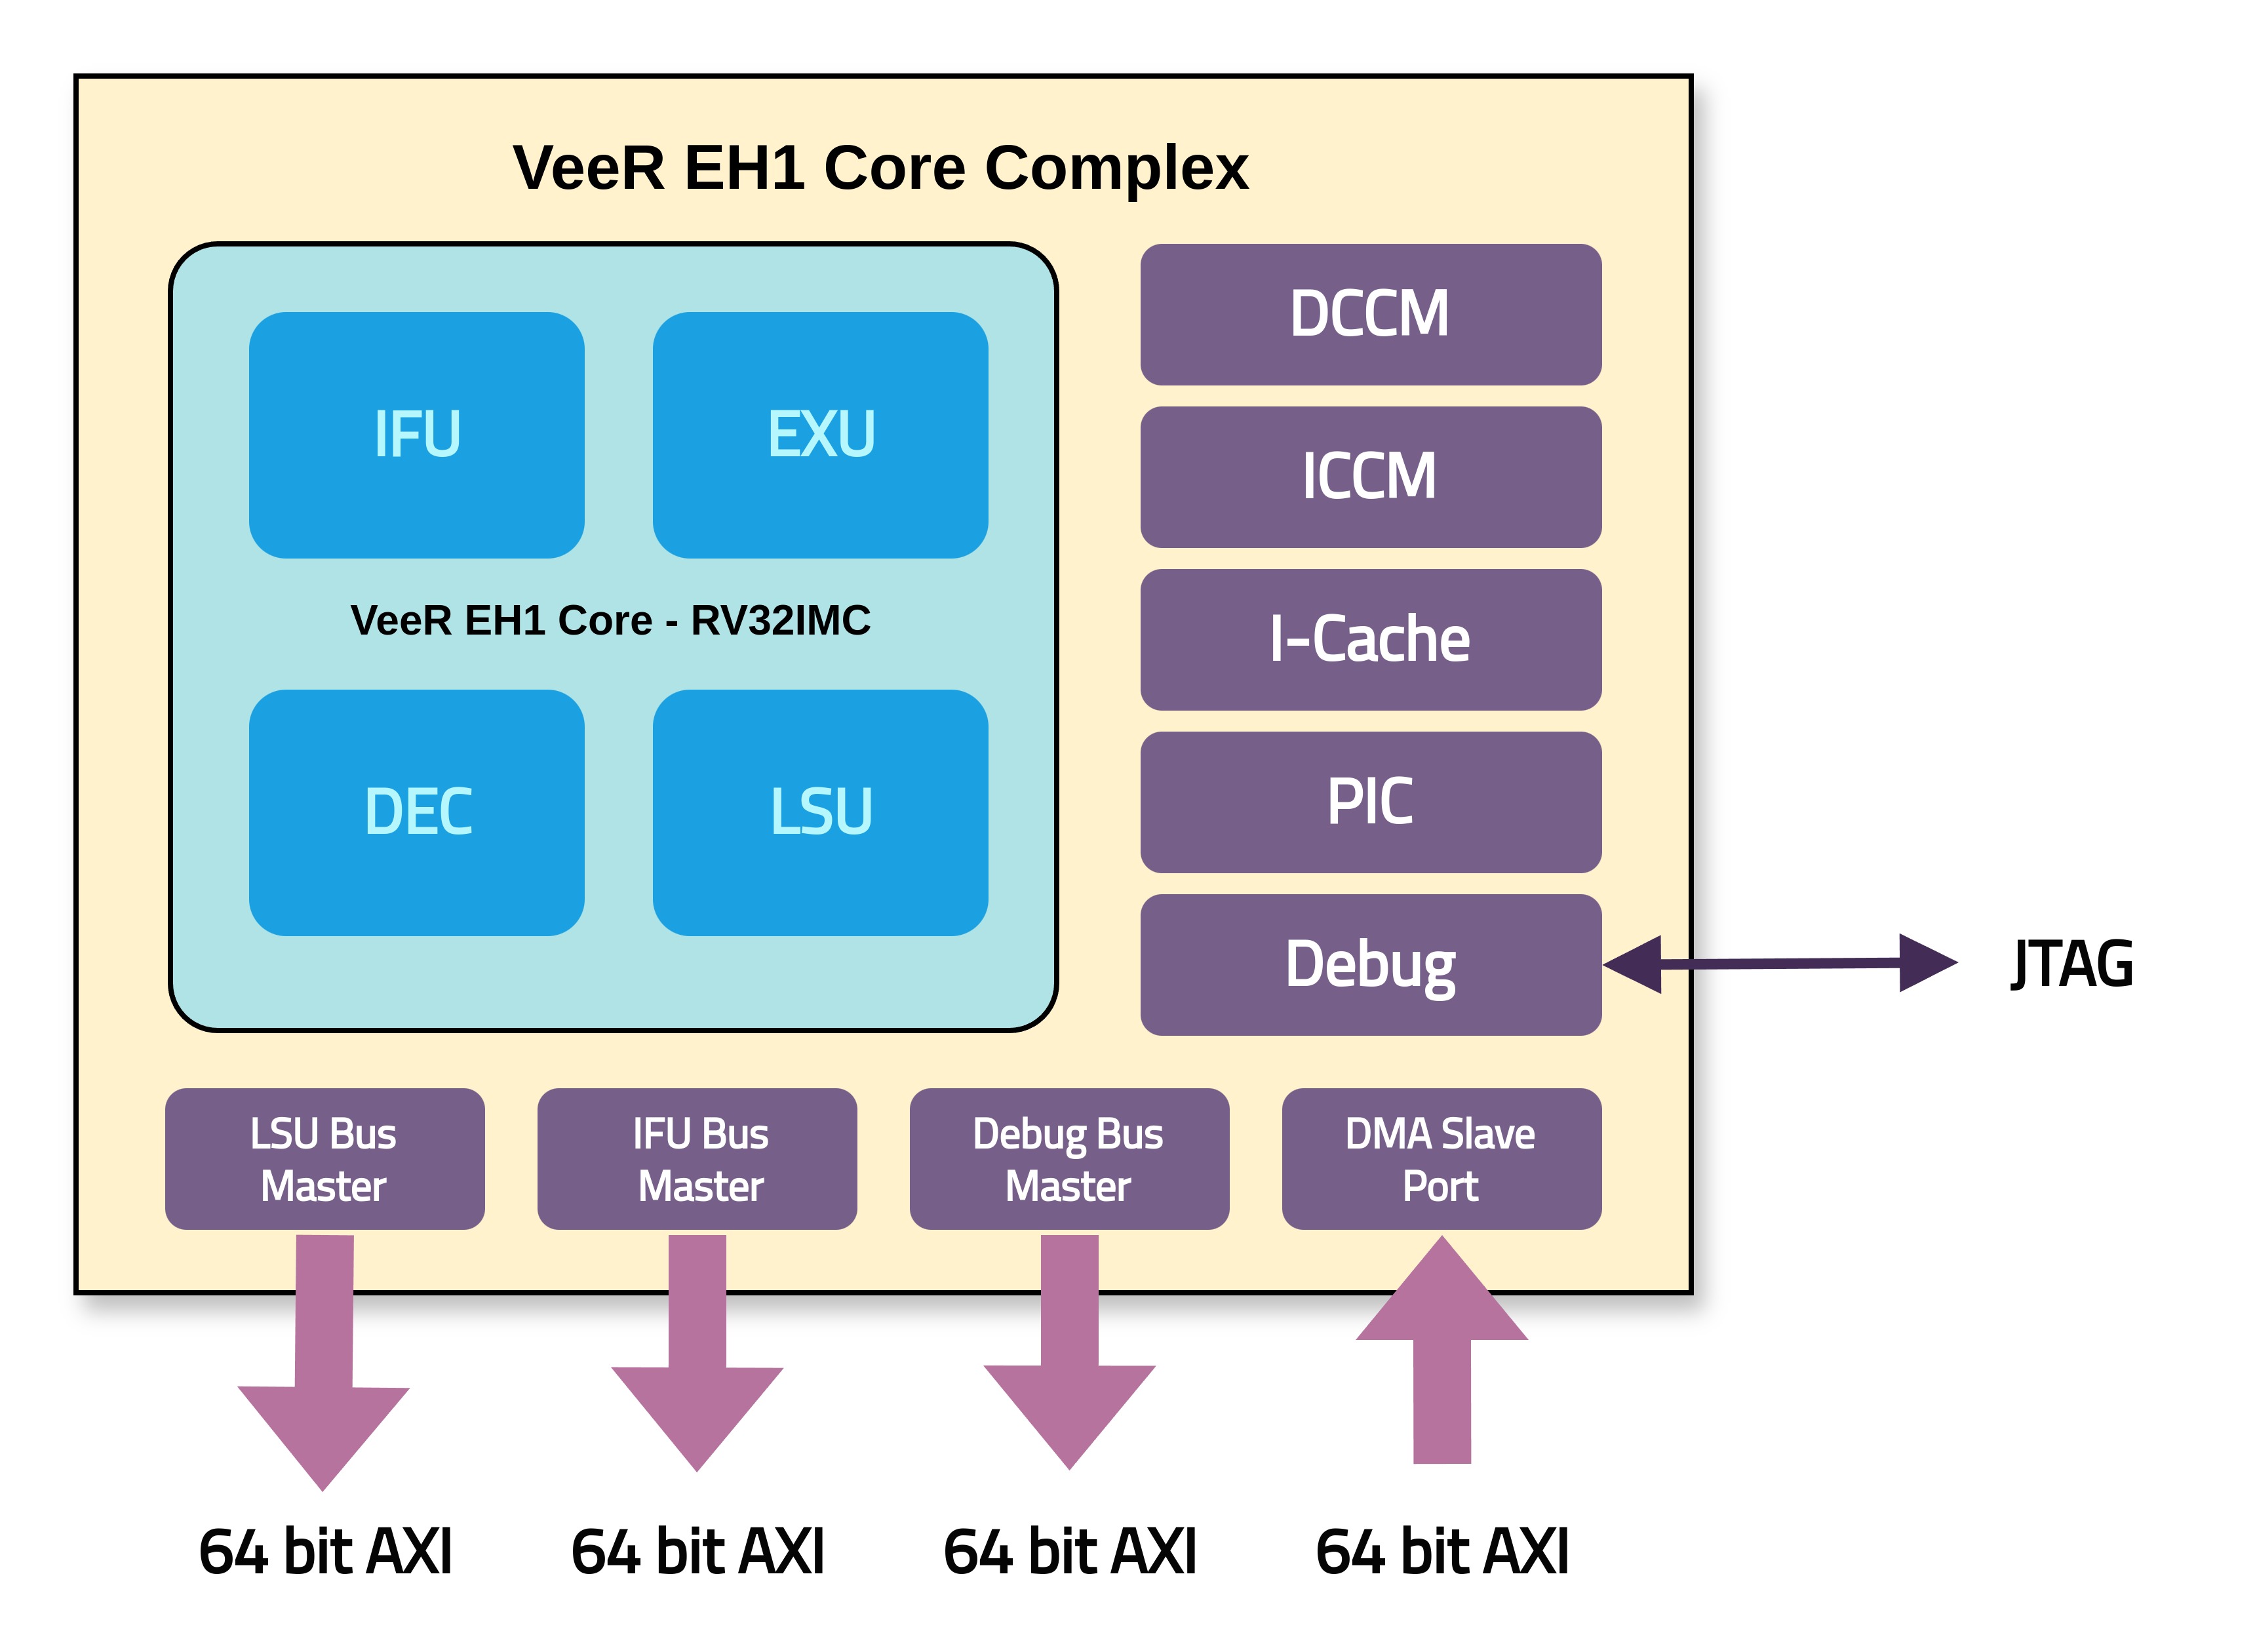 VeeR EH1 Core Complex
IFU
EXU
VeeR EH1 Core - RV32IMC
DEC
LSU
DCCM
ICCM
I-Cache
PIC
Debug
JTAG
LSU Bus
Master
IFU Bus
Master
Debug Bus
Master
DMA Slave
Port
64 bit AXI
64 bit AXI
64 bit AXI
64 bit AXI